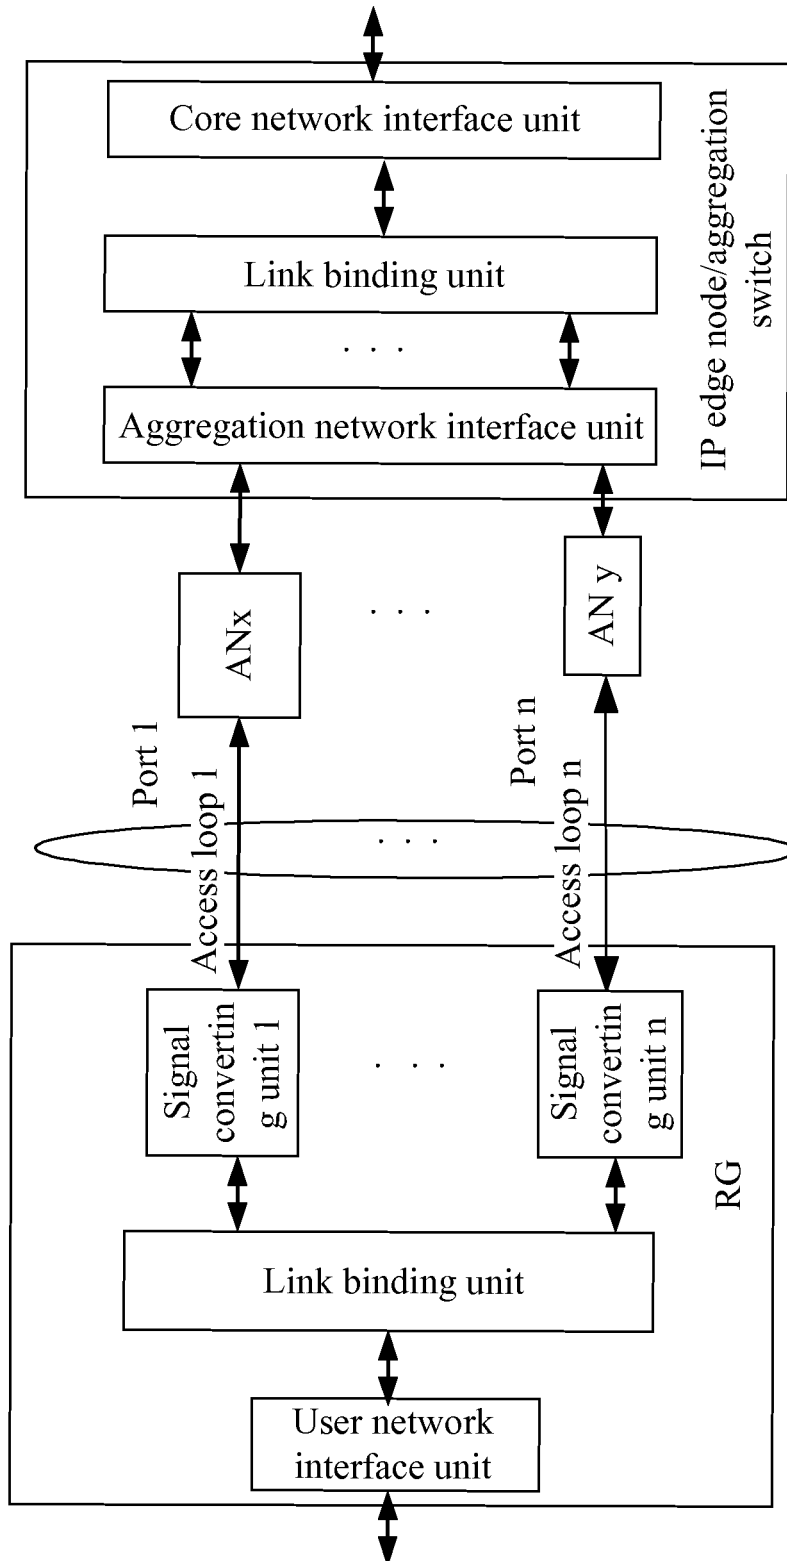 Core network interface unit
IP edge node/aggregation
switch
Link binding unit
. . .
Aggregation network interface unit
ANx
. . .
AN y
Port 1
Port n
Access loop 1
. . .
Access loop n
Signal
convertin
g unit 1
. . .
Signal
convertin
g unit n
RG
Link binding unit
User network
interface unit